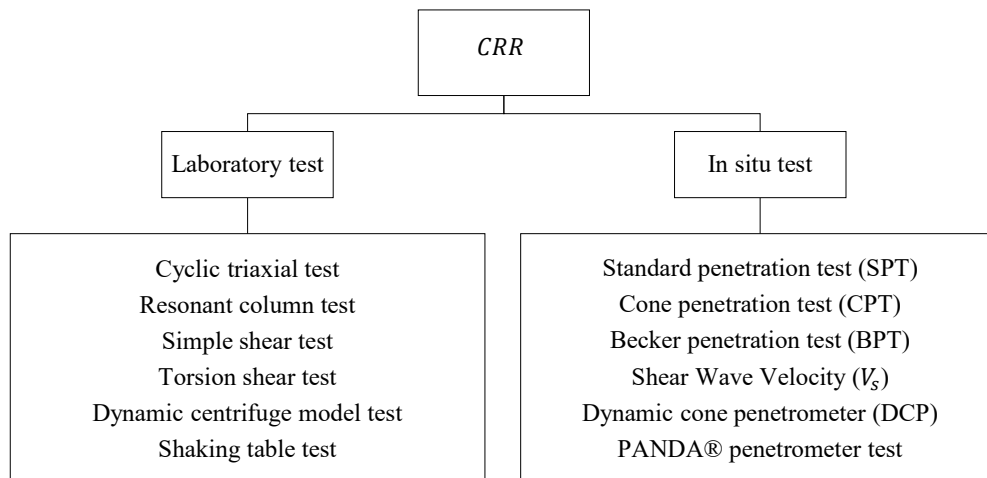 CRR
Laboratory test
In situ test
Cyclic triaxial test
Resonant column test
Simple shear test
Torsion shear test
Dynamic centrifuge model test
Shaking table test
Standard penetration test (SPT)
Cone penetration test (CPT)
Becker penetration test (BPT)
Shear Wave Velocity (Vₛ)
Dynamic cone penetrometer (DCP)
PANDA® penetrometer test